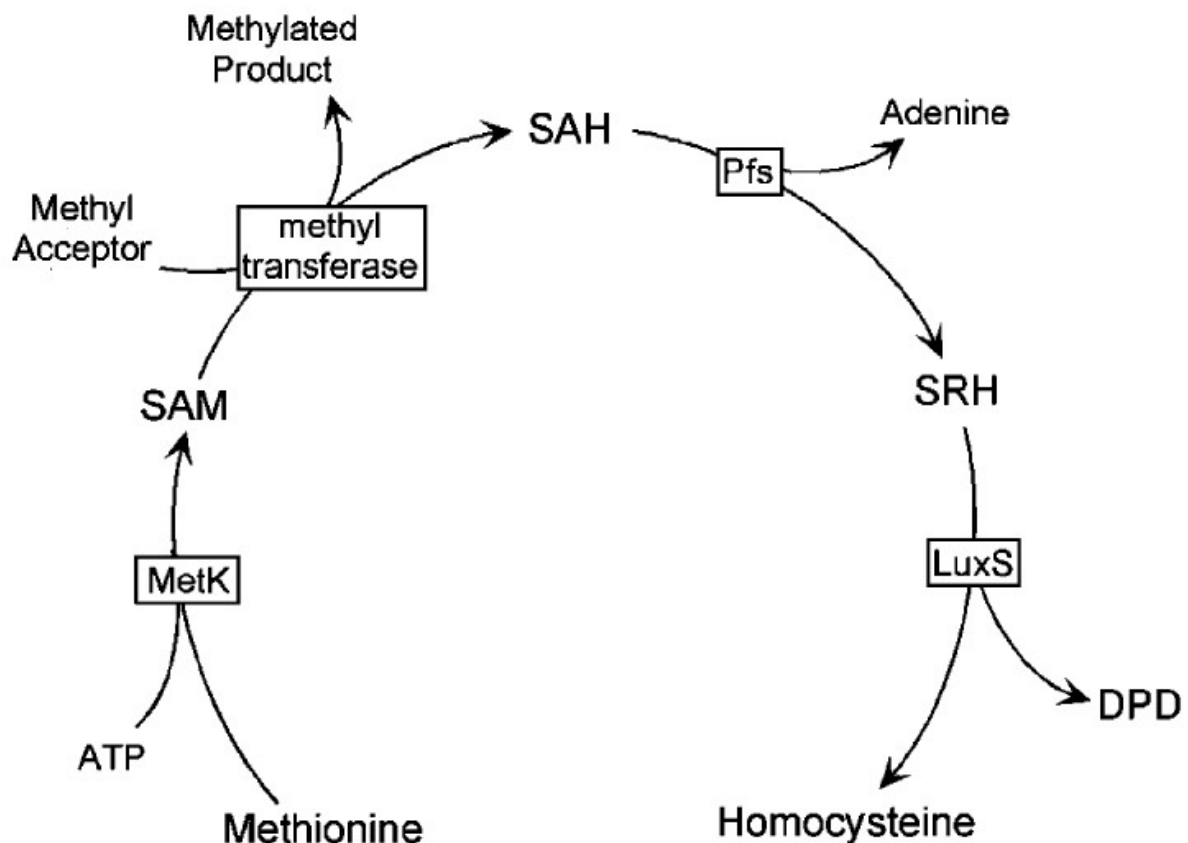 Methylated
Product
SAH
Adenine
Pfs
Methyl
Acceptor
methyl
transferase
SAM
SRH
MetK
LuxS
DPD
ATP
Methionine
Homocysteine